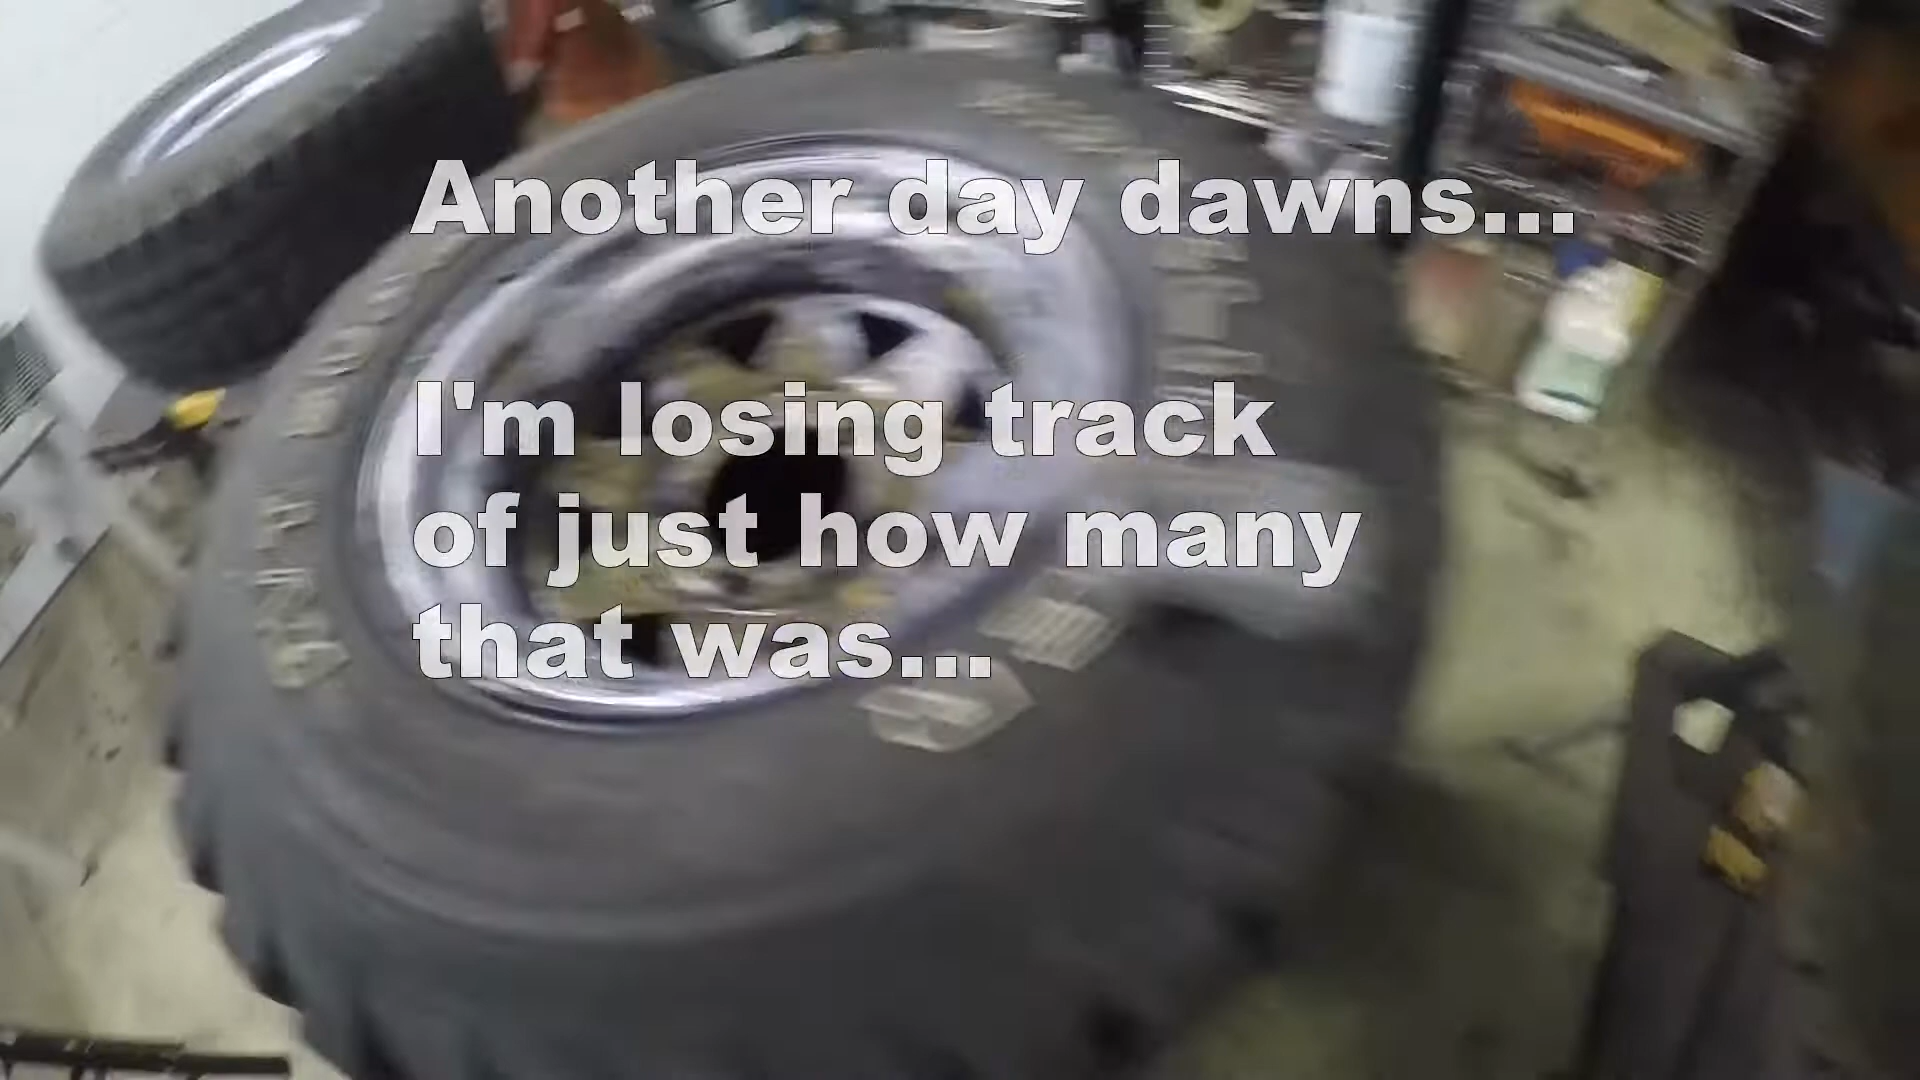 Another day dawns...
I'm losing track
of just how many
that was...